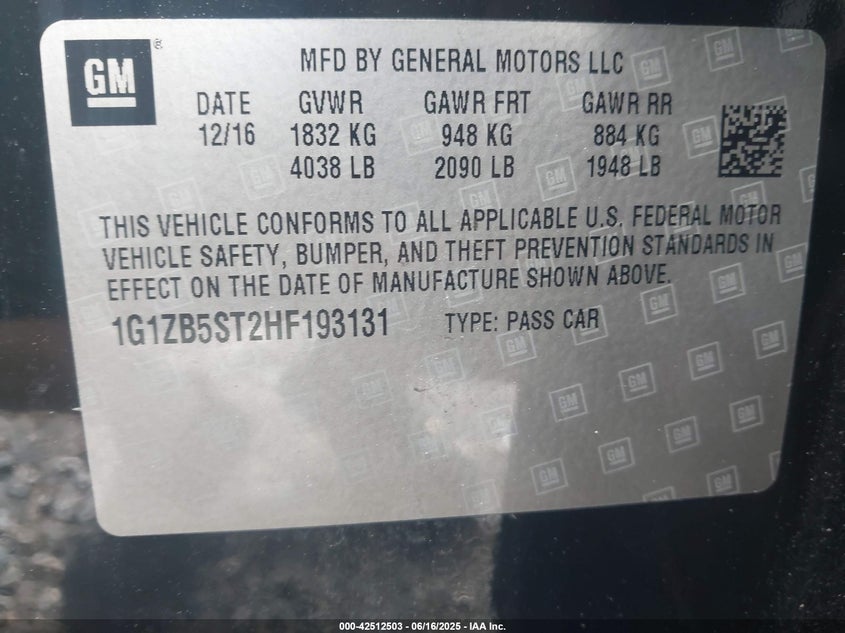 GM
®
MFD BY GENERAL MOTORS LLC
DATE GVWR GAWR FRT GAWR RR
12/16 1832 KG 948 KG 884 KG
4038 LB 2090 LB 1948 LB
THIS VEHICLE CONFORMS TO ALL APPLICABLE U.S. FEDERAL MOTOR
VEHICLE SAFETY, BUMPER, AND THEFT PREVENTION STANDARDS IN
EFFECT ON THE DATE OF MANUFACTURE SHOWN ABOVE.
1G1ZB5ST2HF193131 TYPE: PASS CAR
000-42512503 - 06/16/2025 - IAA Inc.